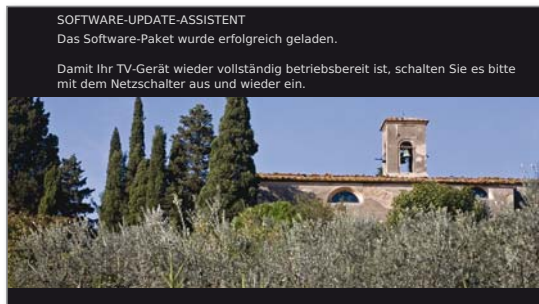 SOFTWARE-UPDATE-ASSISTENT
Das Software-Paket wurde erfolgreich geladen.
Damit Ihr TV-Gerät wieder vollständig betriebsbereit ist, schalten Sie es bitte
mit dem Netzschalter aus und wieder ein.